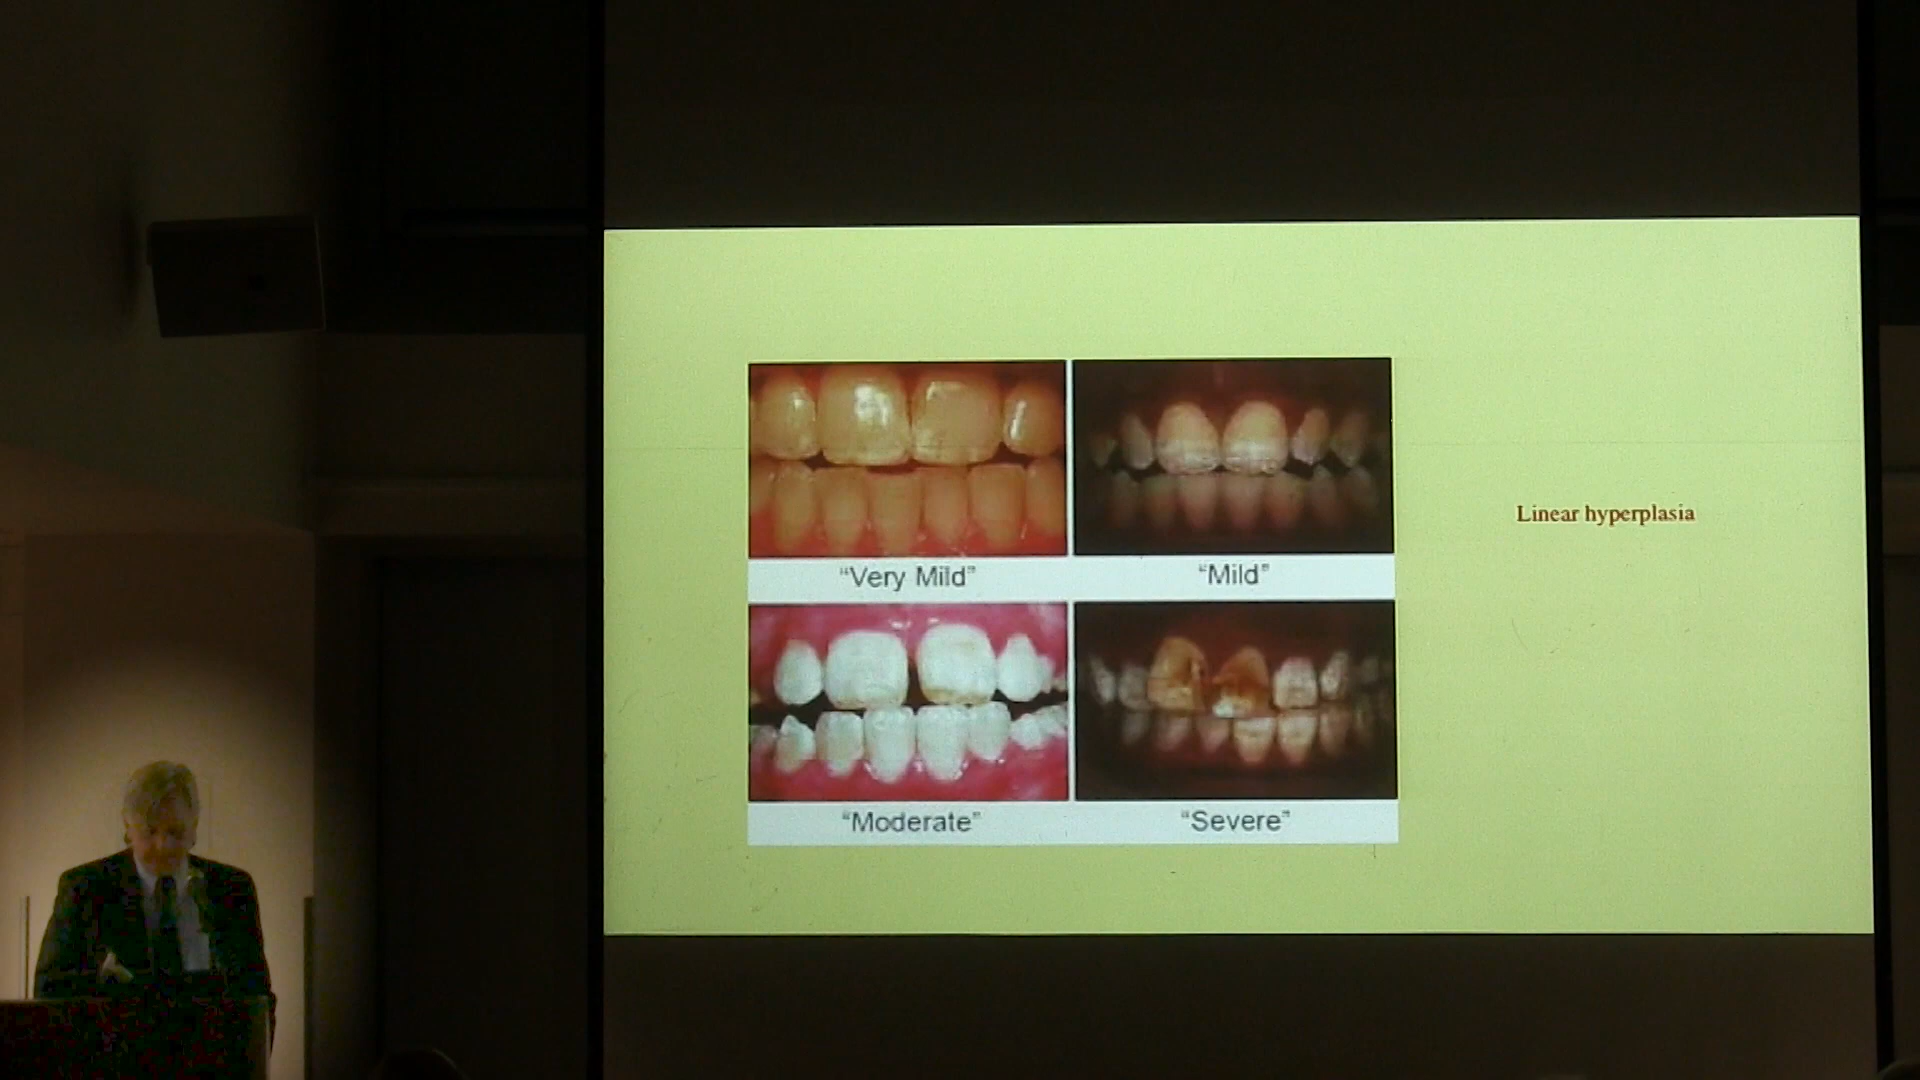 "Very Mild"
"Mild"
Linear hyperplasia
"Moderate"
"Severe"